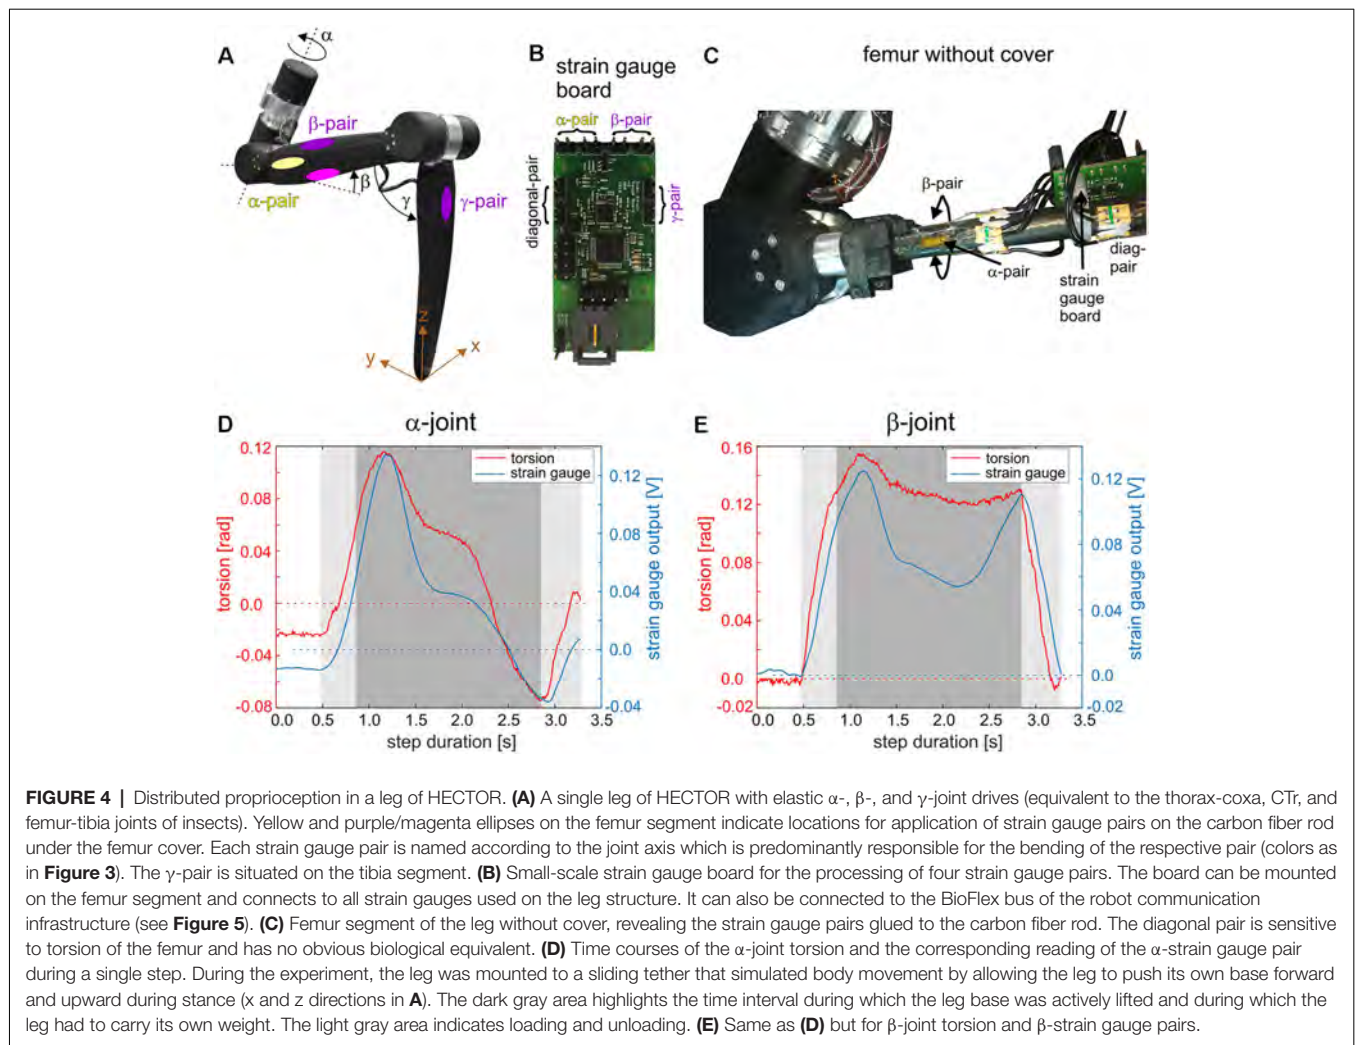 A
α
β-pair
α-pair
β
γ
γ-pair
z
x
y
B
strain gauge
board
α-pair
β-pair
diagonal-pair
γ-pair
C
femur without cover
β-pair
α-pair
diag-
pair
strain
gauge
board
D
α-joint
torsion
strain gauge
0.12
0.08
0.04
0.0
-0.04
-0.08
torsion [rad]
0.12
0.08
0.04
0.0
-0.04
strain gauge output [V]
0.0 0.5 1.0 1.5 2.0 2.5 3.0 3.5
step duration [s]
E
β-joint
torsion
strain gauge
0.16
0.12
0.08
0.04
0.0
-0.02
torsion [rad]
0.12
0.08
0.04
0.00
-0.02
strain gauge output [V]
0.0 0.5 1.0 1.5 2.0 2.5 3.0 3.5
step duration [s]
FIGURE 4 | Distributed proprioception in a leg of HECTOR. (A) A single leg of HECTOR with elastic α-, β-, and γ-joint drives (equivalent to the thorax-coxa, CTr, and
femur-tibia joints of insects). Yellow and purple/magenta ellipses on the femur segment indicate locations for application of strain gauge pairs on the carbon fiber rod
under the femur cover. Each strain gauge pair is named according to the joint axis which is predominantly responsible for the bending of the respective pair (colors as
in Figure 3). The γ-pair is situated on the tibia segment. (B) Small-scale strain gauge board for the processing of four strain gauge pairs. The board can be mounted
on the femur segment and connects to all strain gauges used on the leg structure. It can also be connected to the BioFlex bus of the robot communication
infrastructure (see Figure 5). (C) Femur segment of the leg without cover, revealing the strain gauge pairs glued to the carbon fiber rod. The diagonal pair is sensitive
to torsion of the femur and has no obvious biological equivalent. (D) Time courses of the α-joint torsion and the corresponding reading of the α-strain gauge pair
during a single step. During the experiment, the leg was mounted to a sliding tether that simulated body movement by allowing the leg to push its own base forward
and upward during stance (x and z directions in A). The dark gray area highlights the time interval during which the leg base was actively lifted and during which the
leg had to carry its own weight. The light gray area indicates loading and unloading. (E) Same as (D) but for β-joint torsion and β-strain gauge pairs.